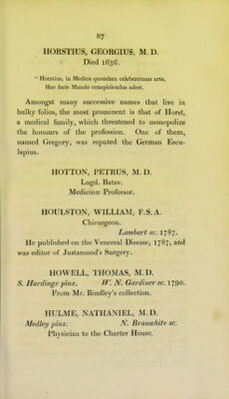 87
HORSTIUS, GEORGIUS, M. D.
Died 1636.
“ Horstius, in Medica quondam celeberrimus arte,
Hac facie Mundo conspiciendus adest.
Amongst many successive names that live in
bulky folios, the most prominent is that of Horst,
a medical family, which threatened to monopolize
the honours of the profession. One of them,
named Gregory, was reputed the German Escu-
lapius.
HOTTON, PETRUS, M. D.
Lugd. Batav.
Medicinæ Professor.
HOULSTON, WILLIAM, F. S. A.
Chirurgeon.
Lambert sc. 1787.
He published on the Venereal Disease, 1787, and
was editor of Justamond's Surgery.
HOWELL, THOMAS, M. D.
S. Hardinge pinx. W. N. Gardiner sc. 1790.
From Mr. Bindley's collection.
HULME, NATHANIEL, M. D.
Medley pinx. N. Branwhite sc.
Physician to the Charter House.